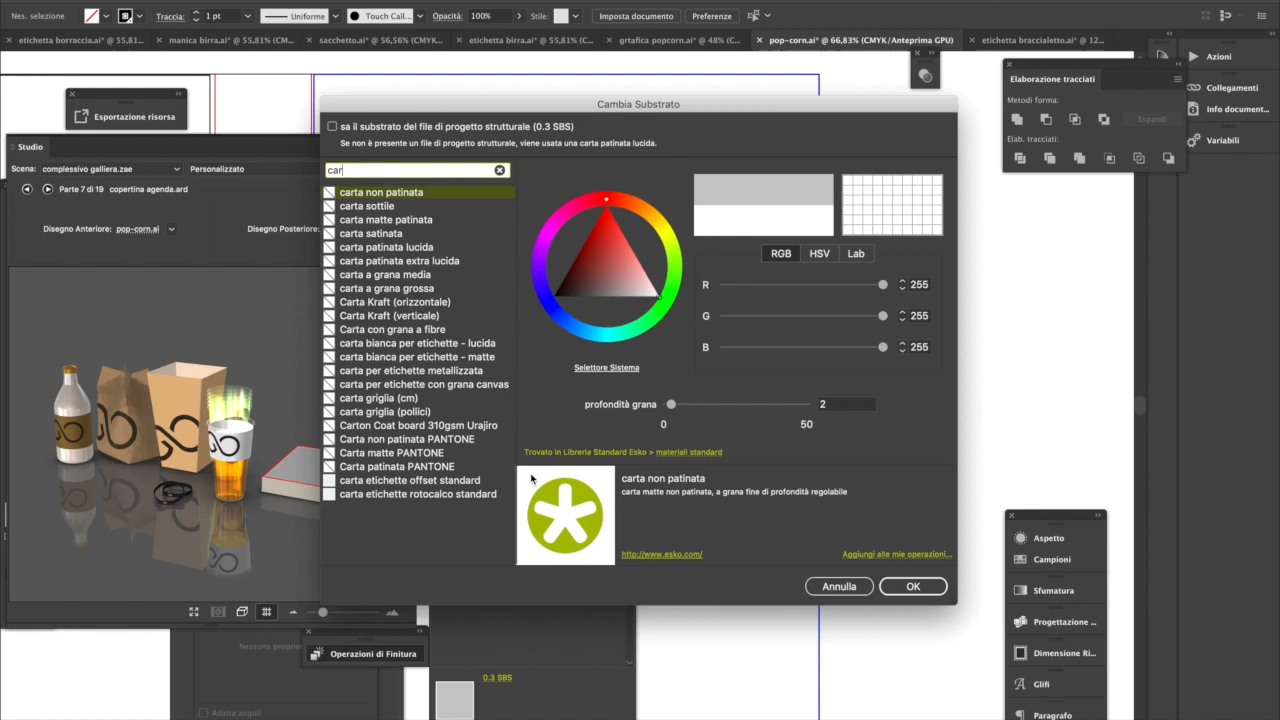 Nes. selezione
Traccia:
1 pt
Uniforme
Touch Call...
Opacità:
100%
Stile:
Imposta documento
Preferenze
etichetta borraccia.ai* @ 55,81...
manica birra.ai* @ 55,81% (CM...
sacchetto.ai* @ 56,56% (CMYK...
etichetta birra.ai* @ 55,81% (C...
grtafica popcorn.ai* @ 48% (C...
pop-corn.ai* @ 66,83% (CMYK/Anteprima GPU)
etichetta braccialetto.ai* @ 12...
Esportazione risorsa
Studio
Scena:
complessivo galliera.zae
Personalizzato
Parte 7 di 19
copertina agenda.ard
Disegno Anteriore:
pop-corn.ai
Disegno Posteriore:
Cambia Substrato
sa il substrato del file di progetto strutturale (0.3 SBS)
Se non è presente un file di progetto strutturale, viene usata una carta patinata lucida.
car
carta non patinata
carta sottile
carta matte patinata
carta satinata
carta patinata lucida
carta patinata extra lucida
carta a grana media
carta a grana grossa
Carta Kraft (orizzontale)
Carta Kraft (verticale)
Carta con grana a fibre
carta bianca per etichette - lucida
carta bianca per etichette - matte
carta per etichette metallizzata
carta per etichette con grana canvas
carta griglia (cm)
carta griglia (pollici)
Carton Coat board 310gsm Urajiro
Carta non patinata PANTONE
Carta matte PANTONE
Carta patinata PANTONE
carta etichette offset standard
carta etichette rotocalco standard
Selettore Sistema
RGB
HSV
Lab
R
255
G
255
B
255
profondità grana
2
0
50
Trovato in Libreria Standard Esko > materiali standard
carta non patinata
carta matte non patinata, a grana fine di profondità regolabile
http://www.esko.com/
Aggiungi alle mie operazioni...
Annulla
OK
Elaborazione tracciati
Metodi forma:
Espandi
Elab. tracciati:
Azioni
Collegamenti
Info document...
Variabili
Aspetto
Campioni
Sfumatura
Progettazione ...
Dimensione Ri...
Glifi
Paragrafo
Operazioni di Finitura
Nessuna propriet
Adatta angoli
0.3 SBS